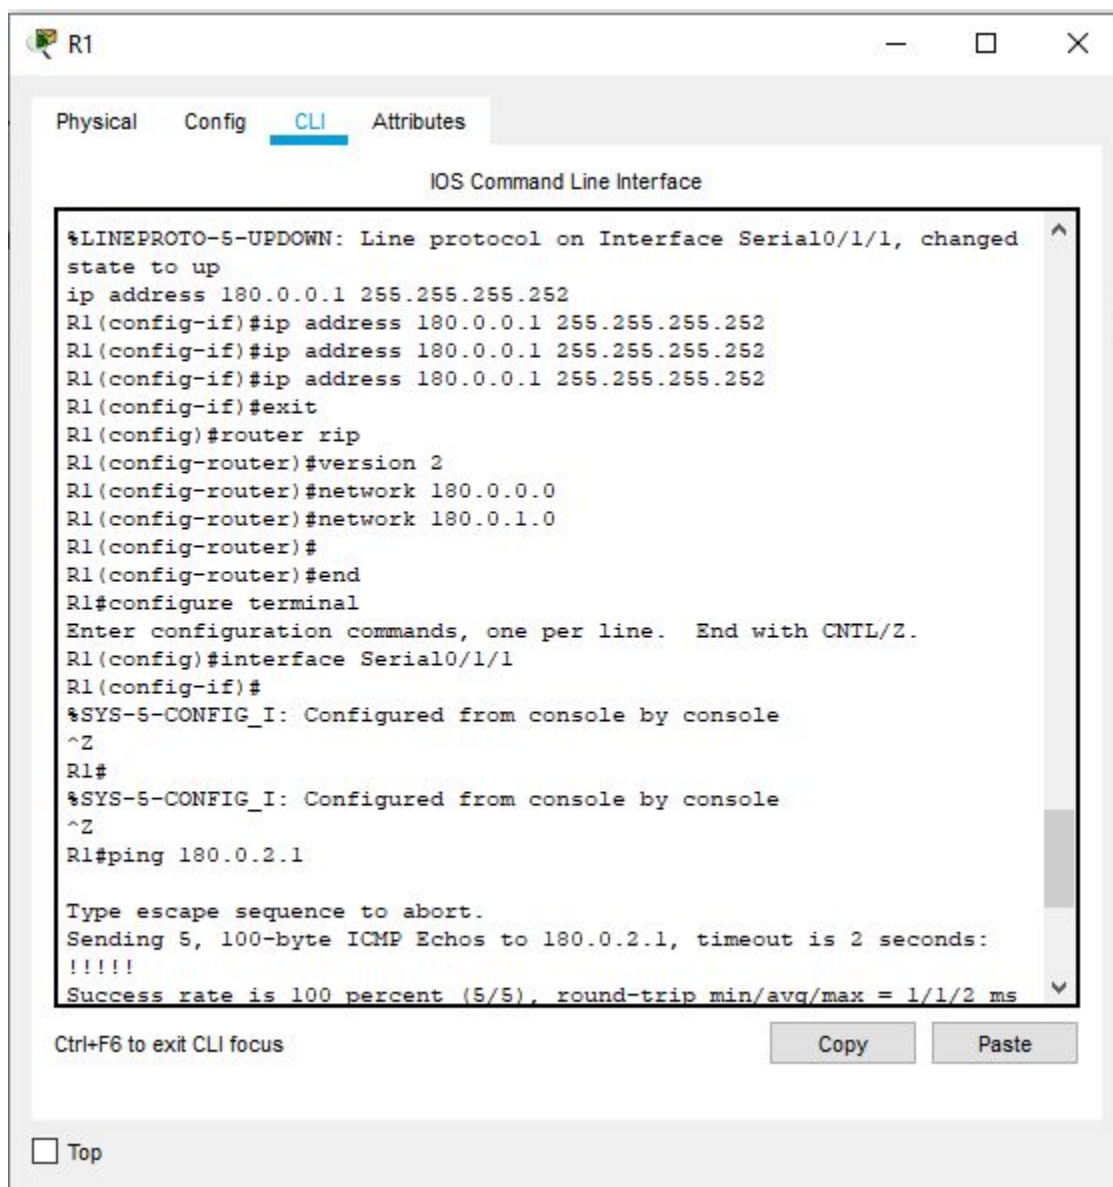 R1
Physical Config CLI Attributes
IOS Command Line Interface
%LINEPROTO-5-UPDOWN: Line protocol on Interface Serial0/1/1, changed
state to up
ip address 180.0.0.1 255.255.255.252
R1(config-if)#ip address 180.0.0.1 255.255.255.252
R1(config-if)#ip address 180.0.0.1 255.255.255.252
R1(config-if)#ip address 180.0.0.1 255.255.255.252
R1(config-if)#exit
R1(config)#router rip
R1(config-router)#version 2
R1(config-router)#network 180.0.0.0
R1(config-router)#network 180.0.1.0
R1(config-router)#
R1(config-router)#end
R1#configure terminal
Enter configuration commands, one per line.  End with CNTL/Z.
R1(config)#interface Serial0/1/1
R1(config-if)#
%SYS-5-CONFIG_I: Configured from console by console
^Z
R1#
%SYS-5-CONFIG_I: Configured from console by console
^Z
R1#ping 180.0.2.1
Type escape sequence to abort.
Sending 5, 100-byte ICMP Echos to 180.0.2.1, timeout is 2 seconds:
!!!!!
Success rate is 100 percent (5/5), round-trip min/avg/max = 1/1/2 ms
Ctrl+F6 to exit CLI focus Copy Paste
Top